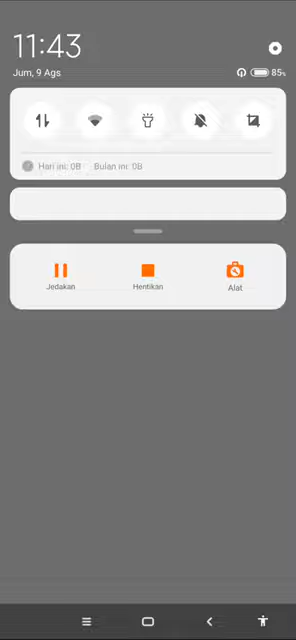 11:43
Jum, 9 Ags
85%
Hari ini: 0B Bulan ini: 0B
Jedakan Hentikan Alat